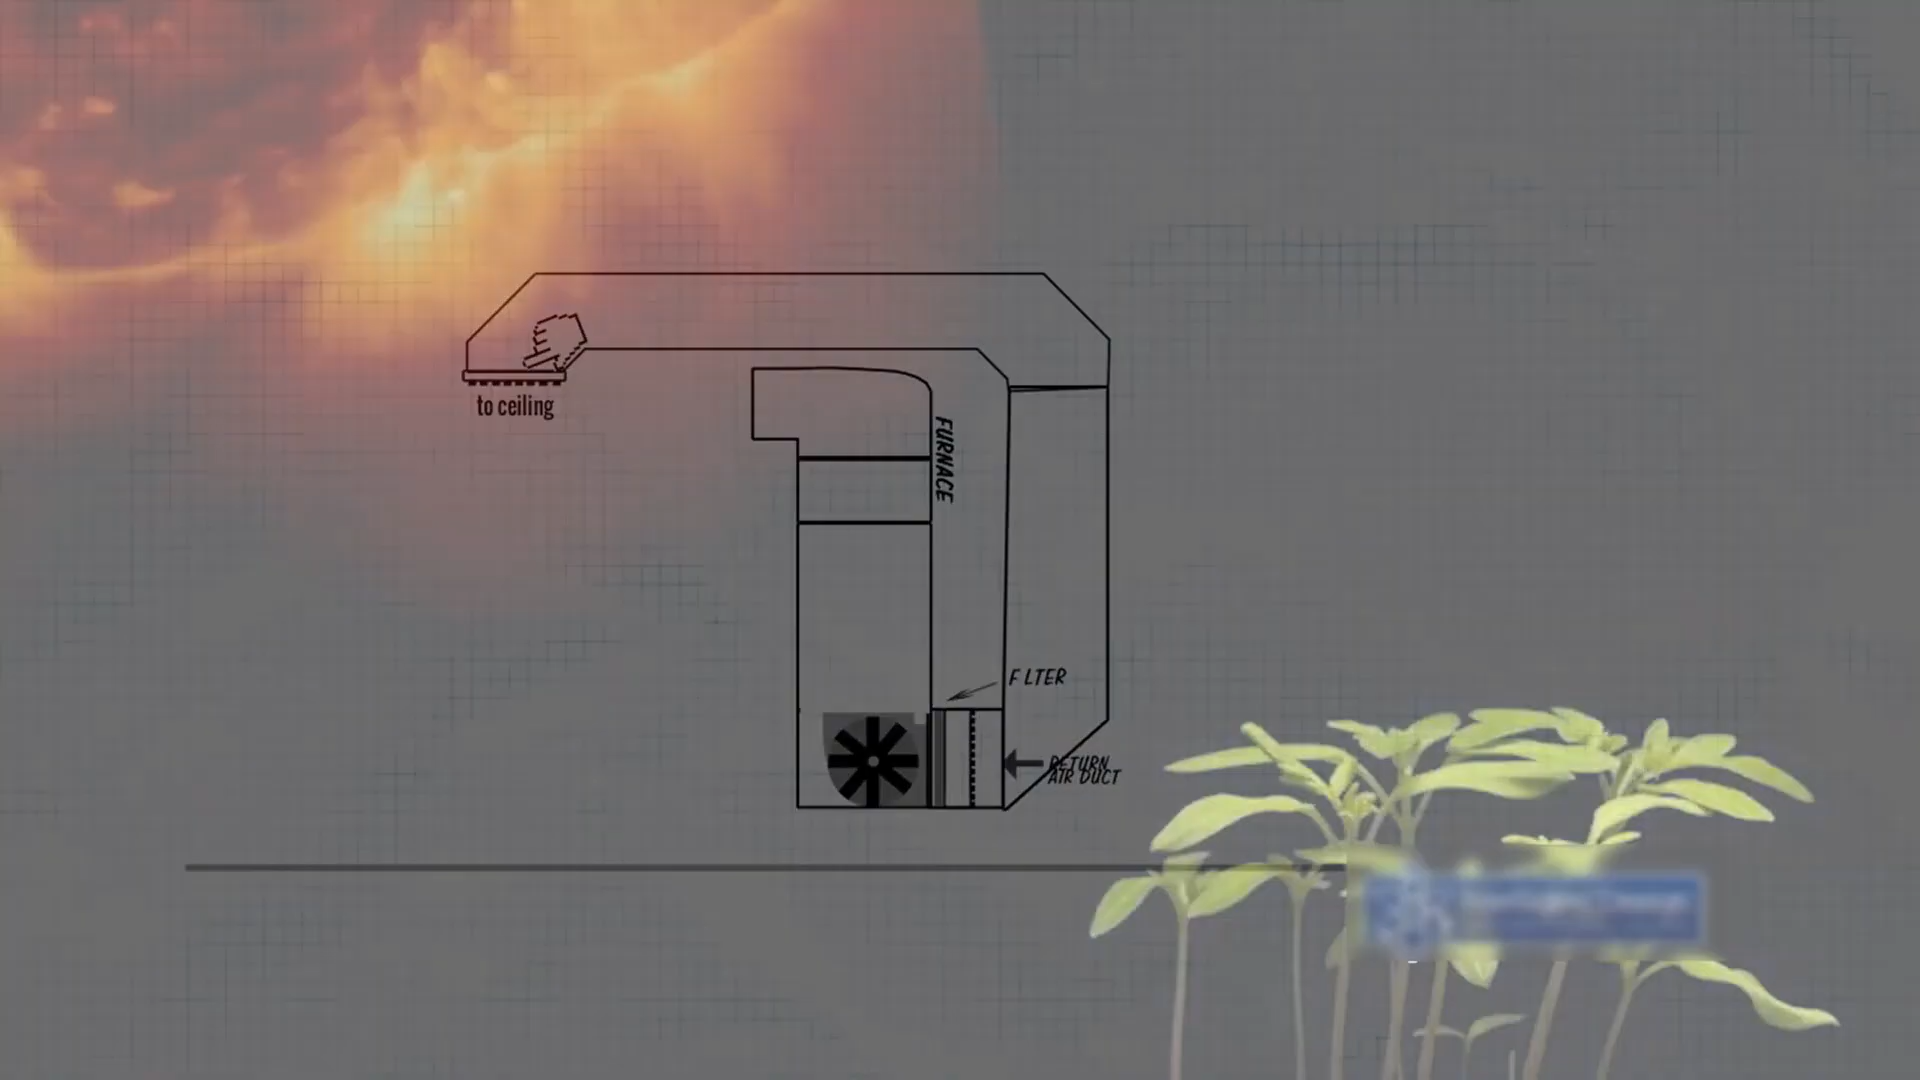 to ceiling
FURNACE
F LTER
RETURN
AIR DUCT